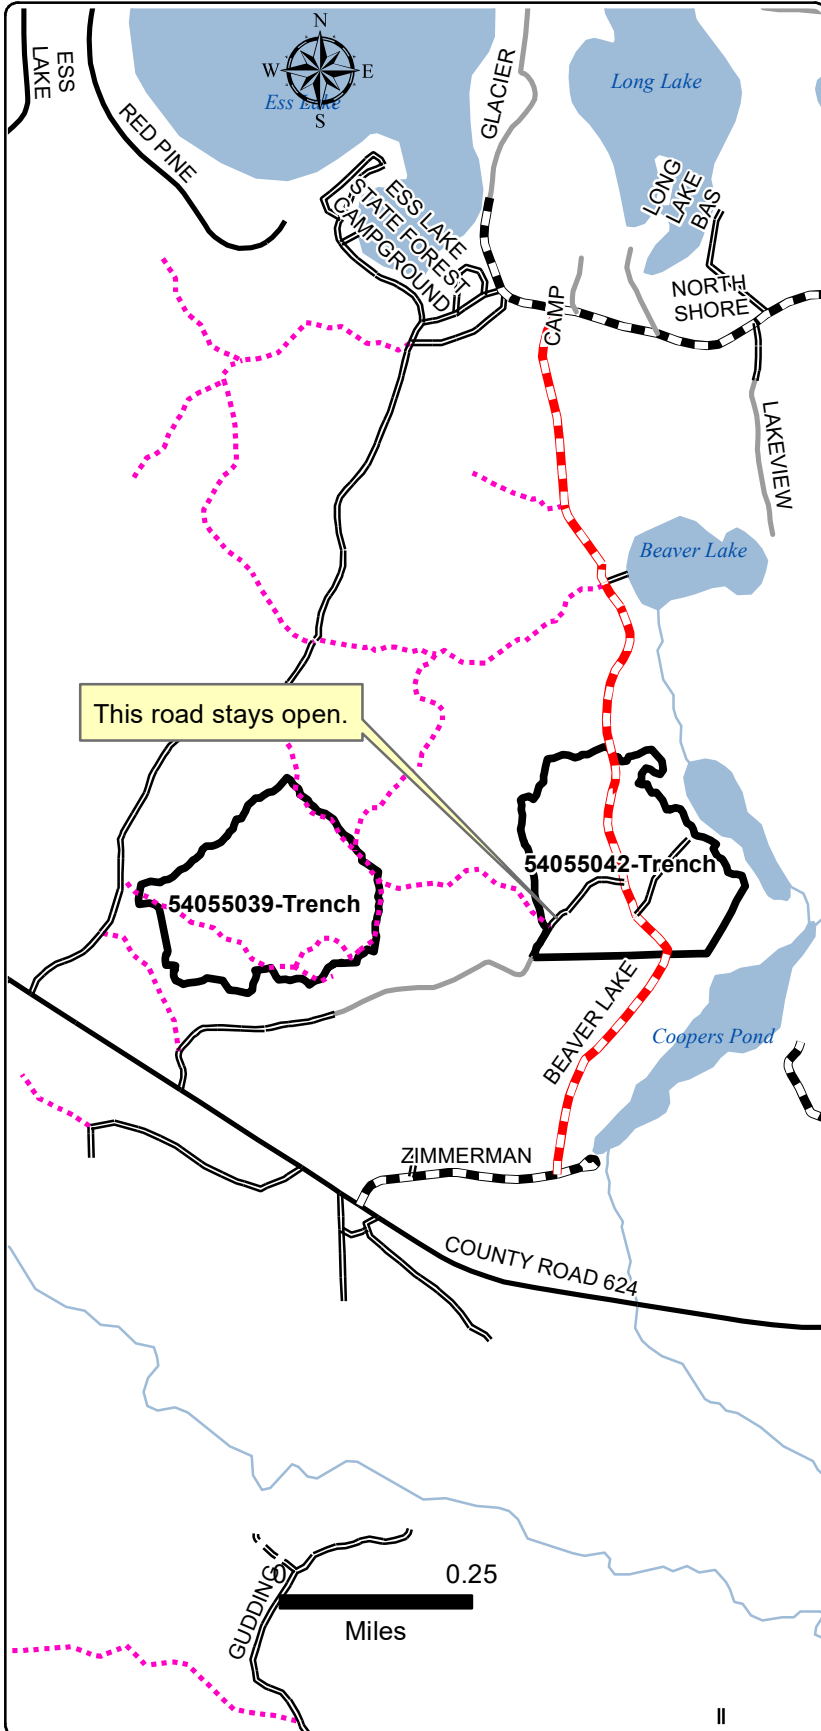 N
W
E
S
Ess Lake
ESS
LAKE
RED PINE
GLACIER
Long Lake
LONG
LAKE
BAS
ESS LAKE
STATE FOREST
CAMPGROUND
NORTH
SHORE
CAMP
LAKEVIEW
Beaver Lake
This road stays open.
54055042-Trench
54055039-Trench
BEAVER LAKE
Coopers Pond
ZIMMERMAN
COUNTY ROAD 624
GUDDING
0
0.25
Miles